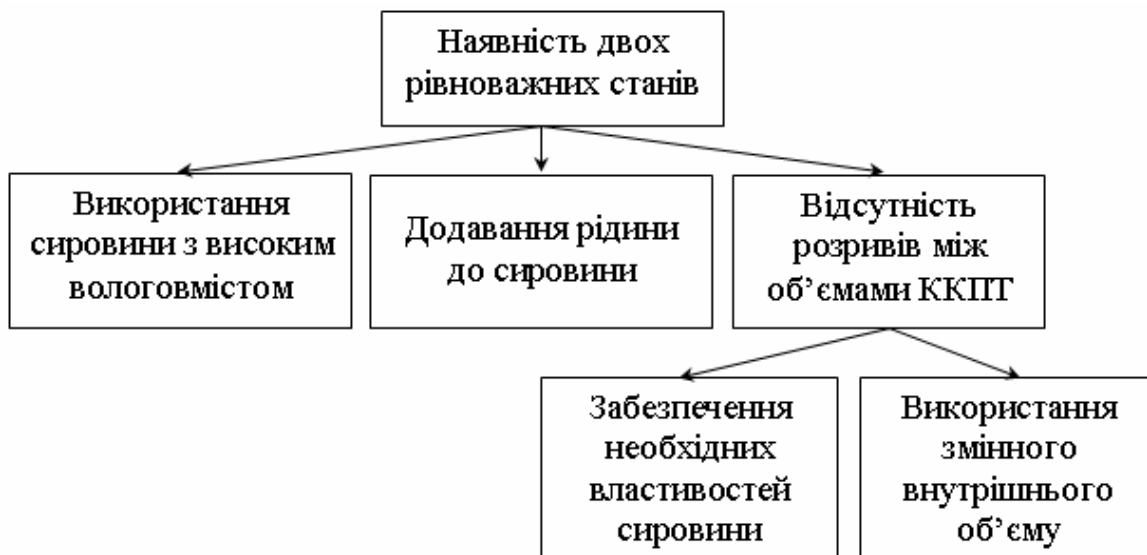 Наявність двох
рівноважних станів
Використання
сировини з високим
вологовмістом
Додавання рідини
до сировини
Відсутність
розривів між
об’ємами ККПТ
Забезпечення
необхідних
властивостей
сировини
Використання
змінного
внутрішнього
об’єму